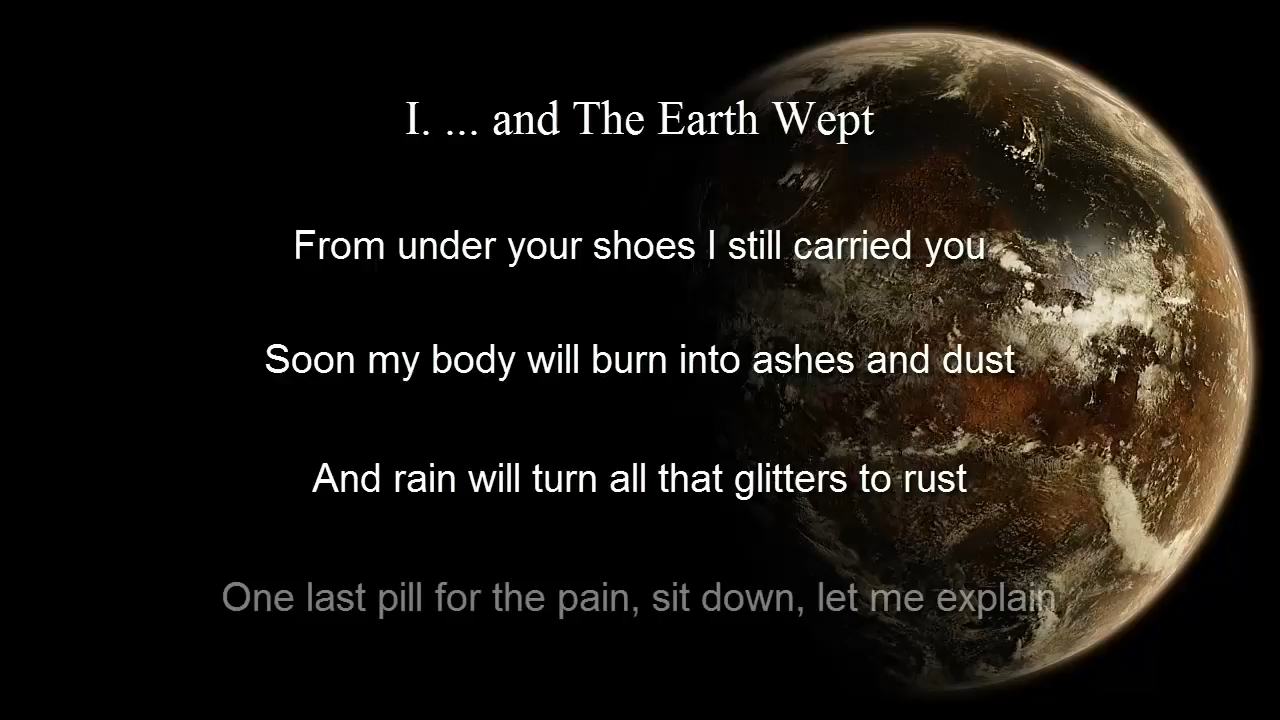 I. ... and The Earth Wept
From under your shoes I still carried you
Soon my body will burn into ashes and dust
And rain will turn all that glitters to rust
One last pill for the pain, sit down, let me explain